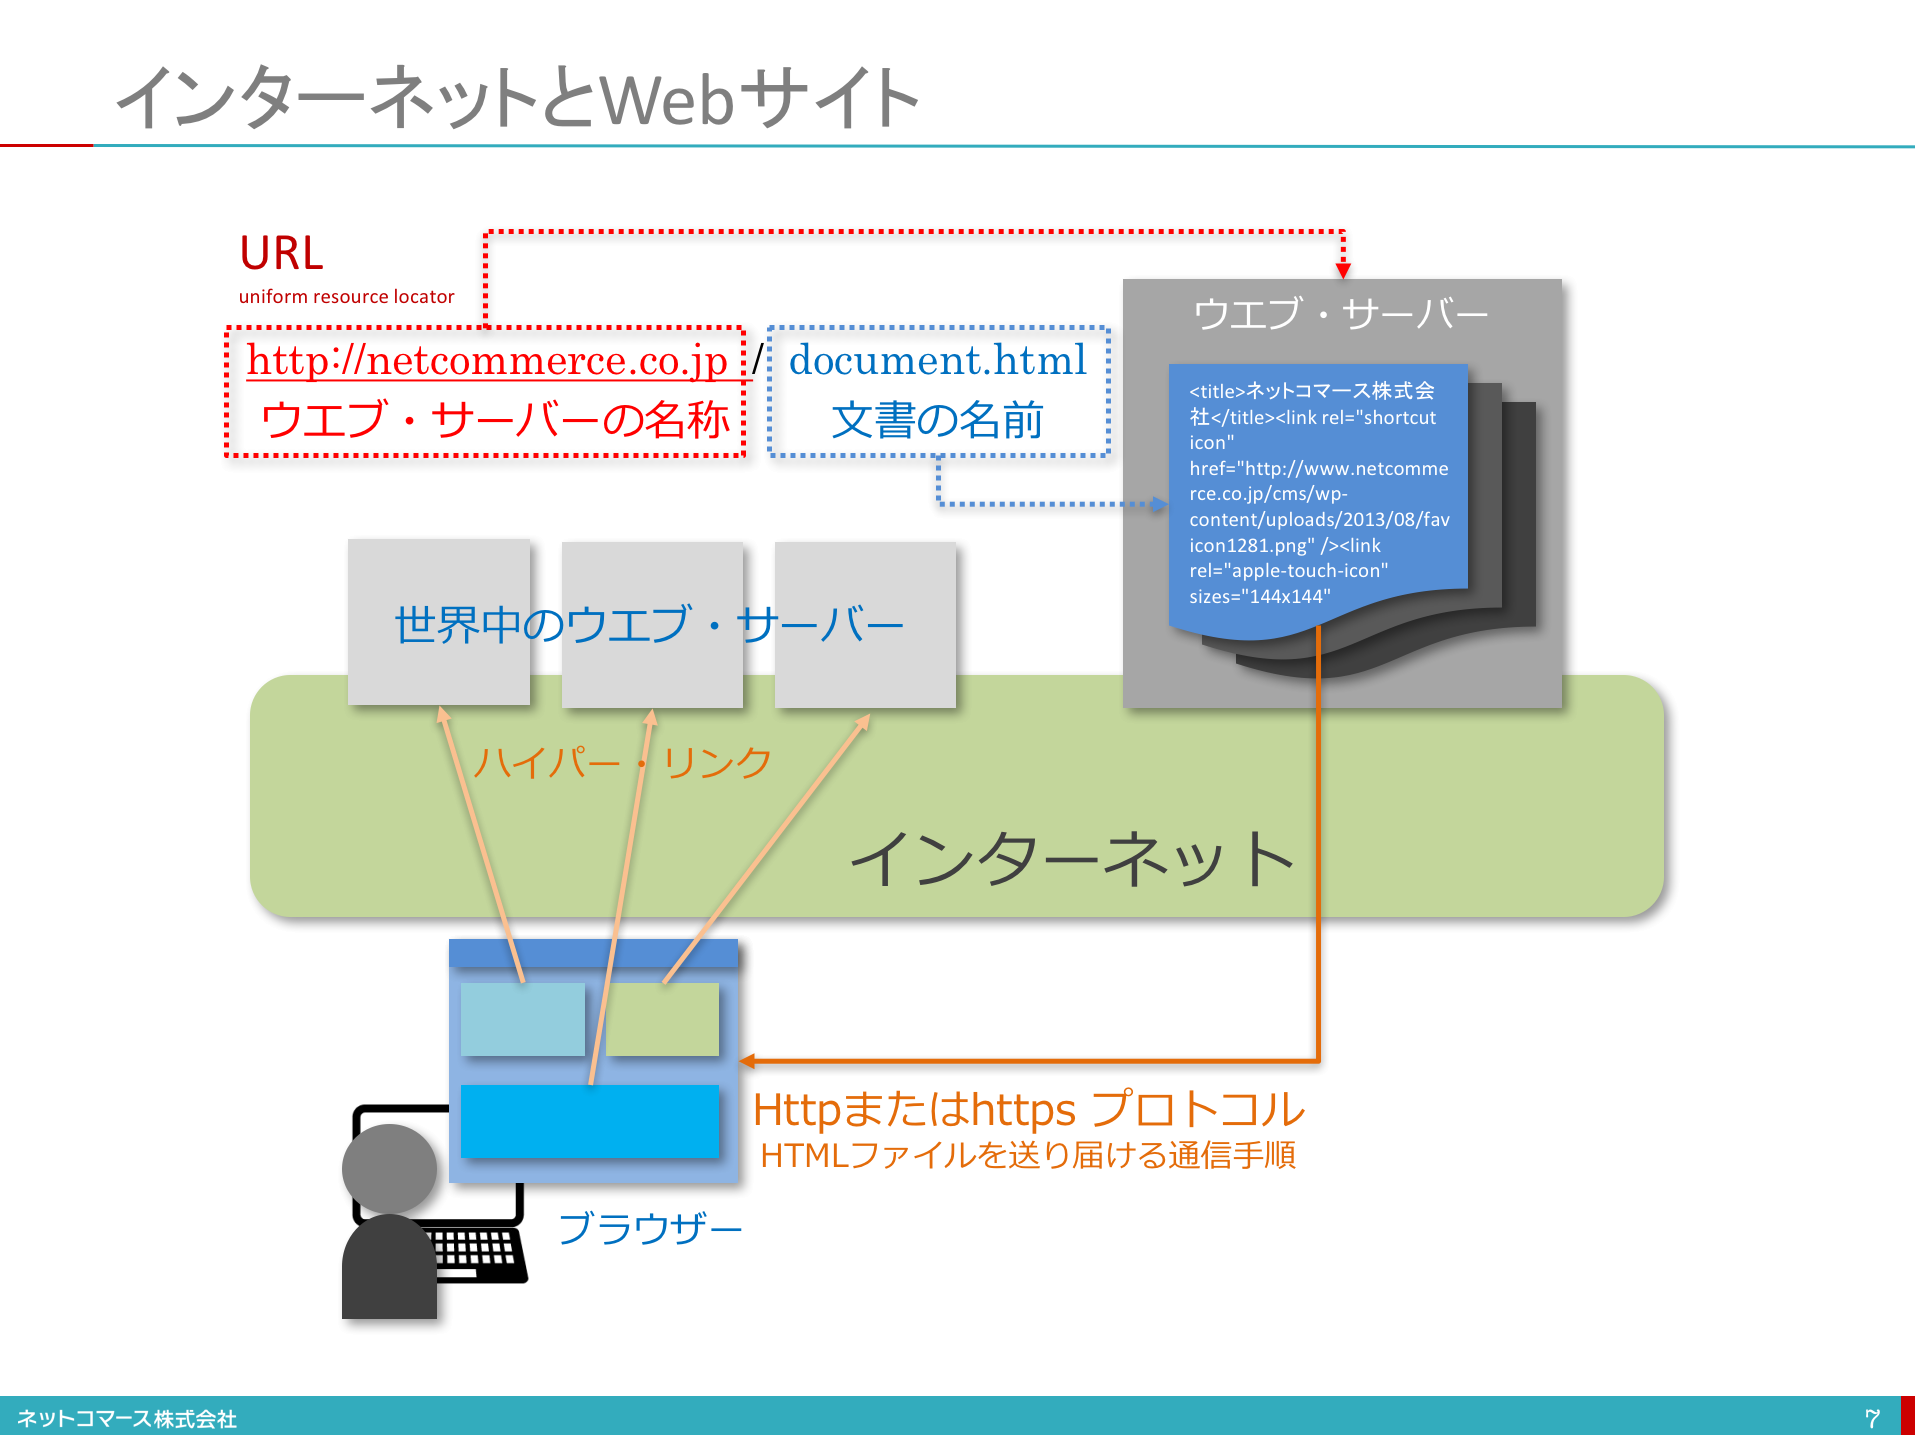 インターネットとWebサイト
URL
uniform resource locator
http://netcommerce.co.jp / document.html
ウエブ・サーバーの名称
文書の名前
ウエブ・サーバー
<title>ネットコマース株式会
社</title><link rel="shortcut
icon"
href="http://www.netcomme
rce.co.jp/cms/wp-
content/uploads/2013/08/fav
icon1281.png" /><link
rel="apple-touch-icon"
sizes="144x144"
世界中のウエブ・サーバー
ハイパー・リンク
インターネット
Httpまたはhttps プロトコル
HTMLファイルを送り届ける通信手順
ブラウザー
ネットコマース株式会社
7